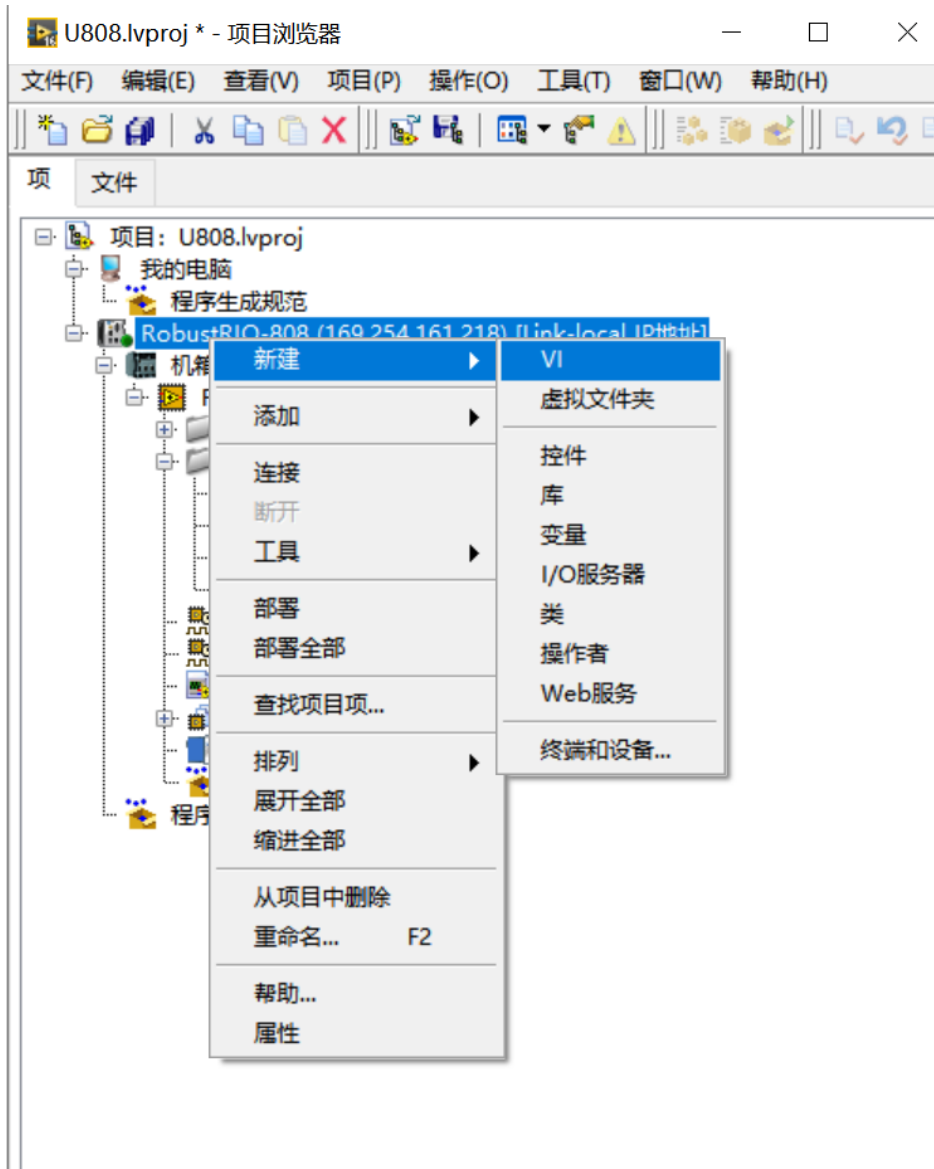 U808.lvproj * - 项目浏览器
文件(F) 编辑(E) 查看(V) 项目(P) 操作(O) 工具(T) 窗口(W) 帮助(H)
项 文件
项目：U808.lvproj
我的电脑
程序生成规范
RobustRIO-808 (169.254.161.218) [Link-local IP地址]
机箱
程序
新建
添加
连接
断开
工具
部署
部署全部
查找项目项...
排列
展开全部
缩进全部
从项目中删除
重命名... F2
帮助...
属性
VI
虚拟文件夹
控件
库
变量
I/O服务器
类
操作者
Web服务
终端和设备...